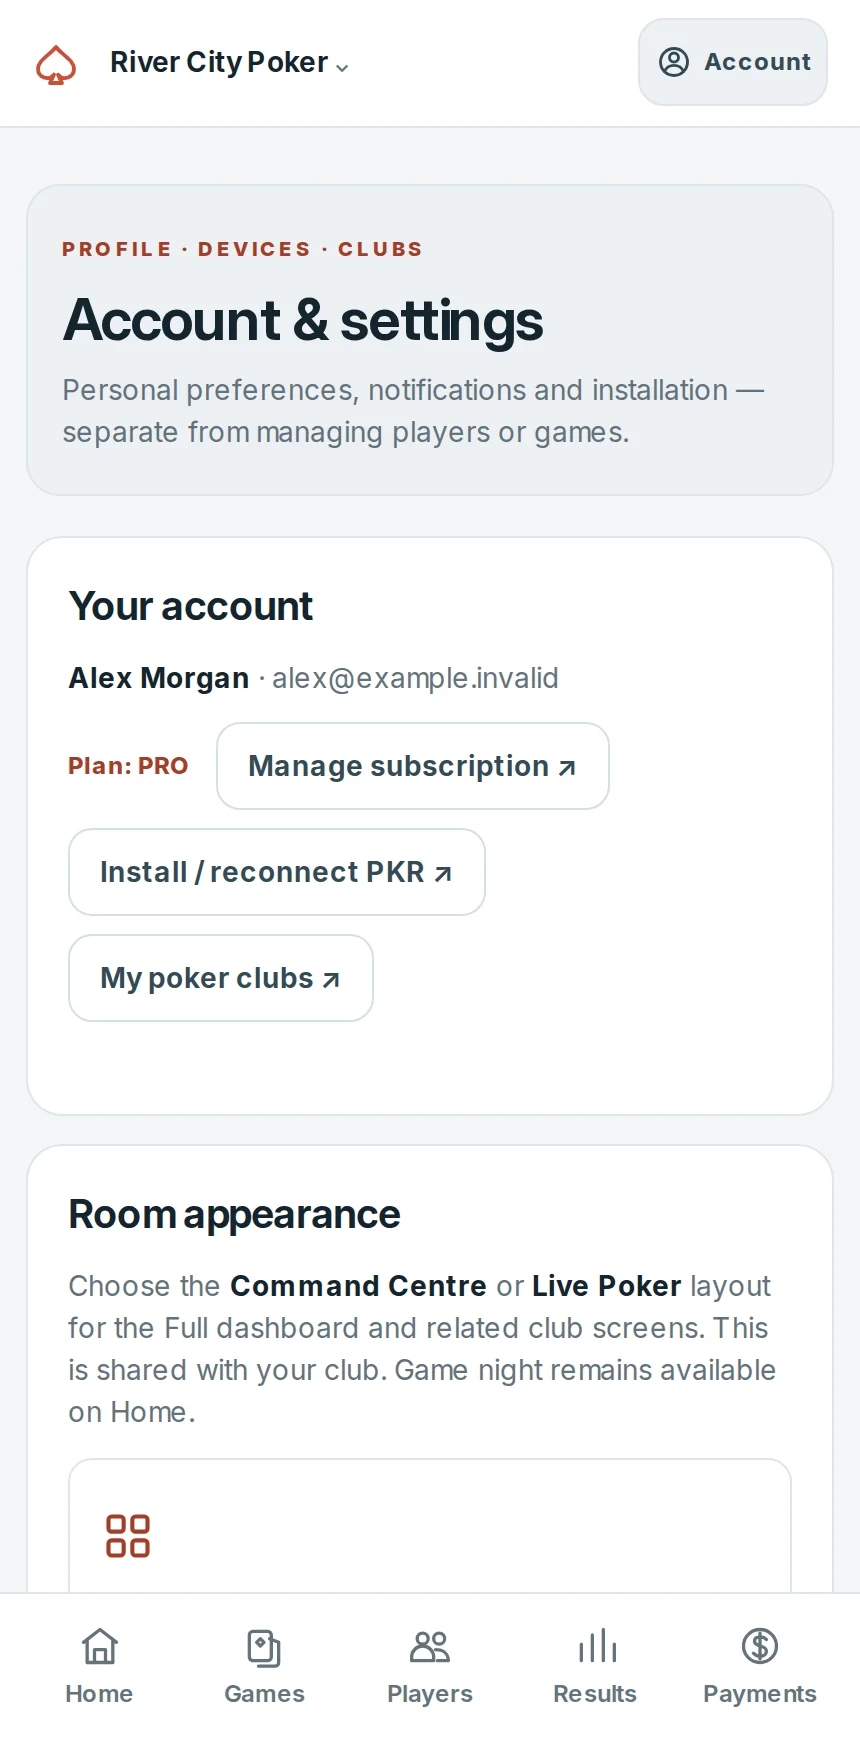 River City Poker
Account
PROFILE · DEVICES · CLUBS
Account & settings
Personal preferences, notifications and installation —
separate from managing players or games.
Your account
Alex Morgan · alex@example.invalid
Plan: PRO
Manage subscription ↗
Install / reconnect PKR ↗
My poker clubs ↗
Room appearance
Choose the Command Centre or Live Poker layout
for the Full dashboard and related club screens. This
is shared with your club. Game night remains available
on Home.
Home
Games
Players
Results
Payments